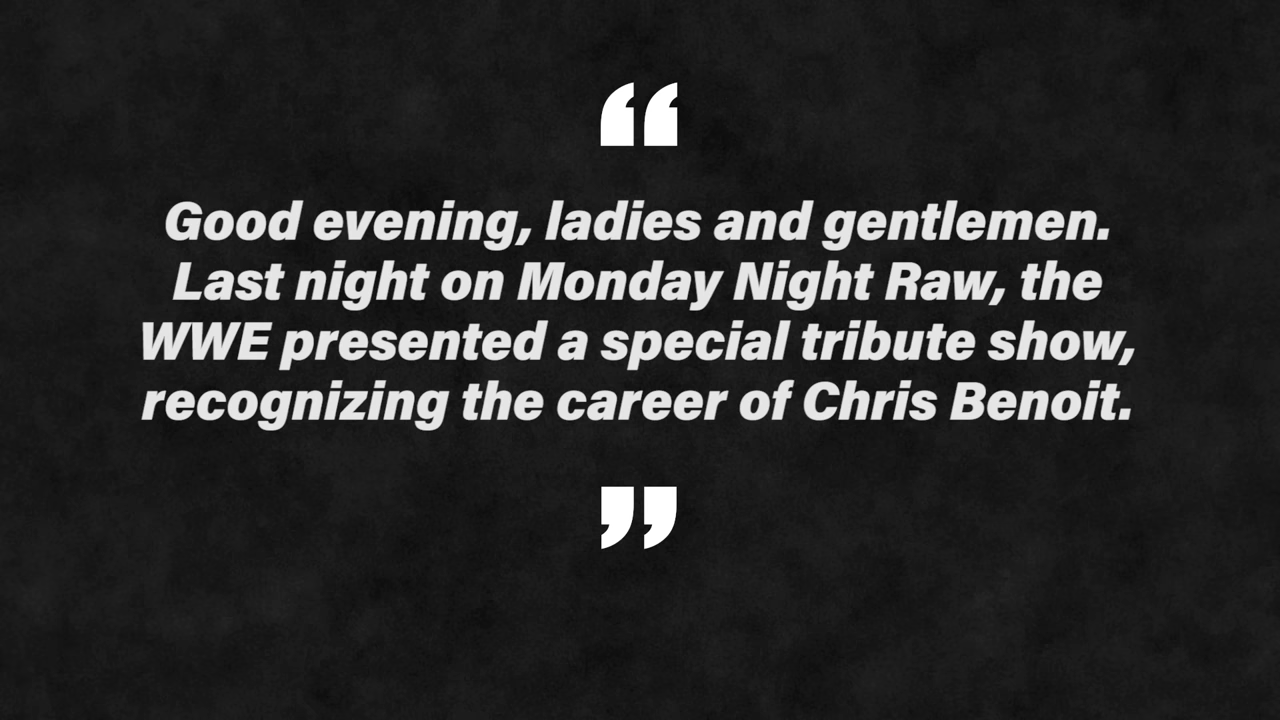 “
Good evening, ladies and gentlemen.
Last night on Monday Night Raw, the
WWE presented a special tribute show,
recognizing the career of Chris Benoit.
”